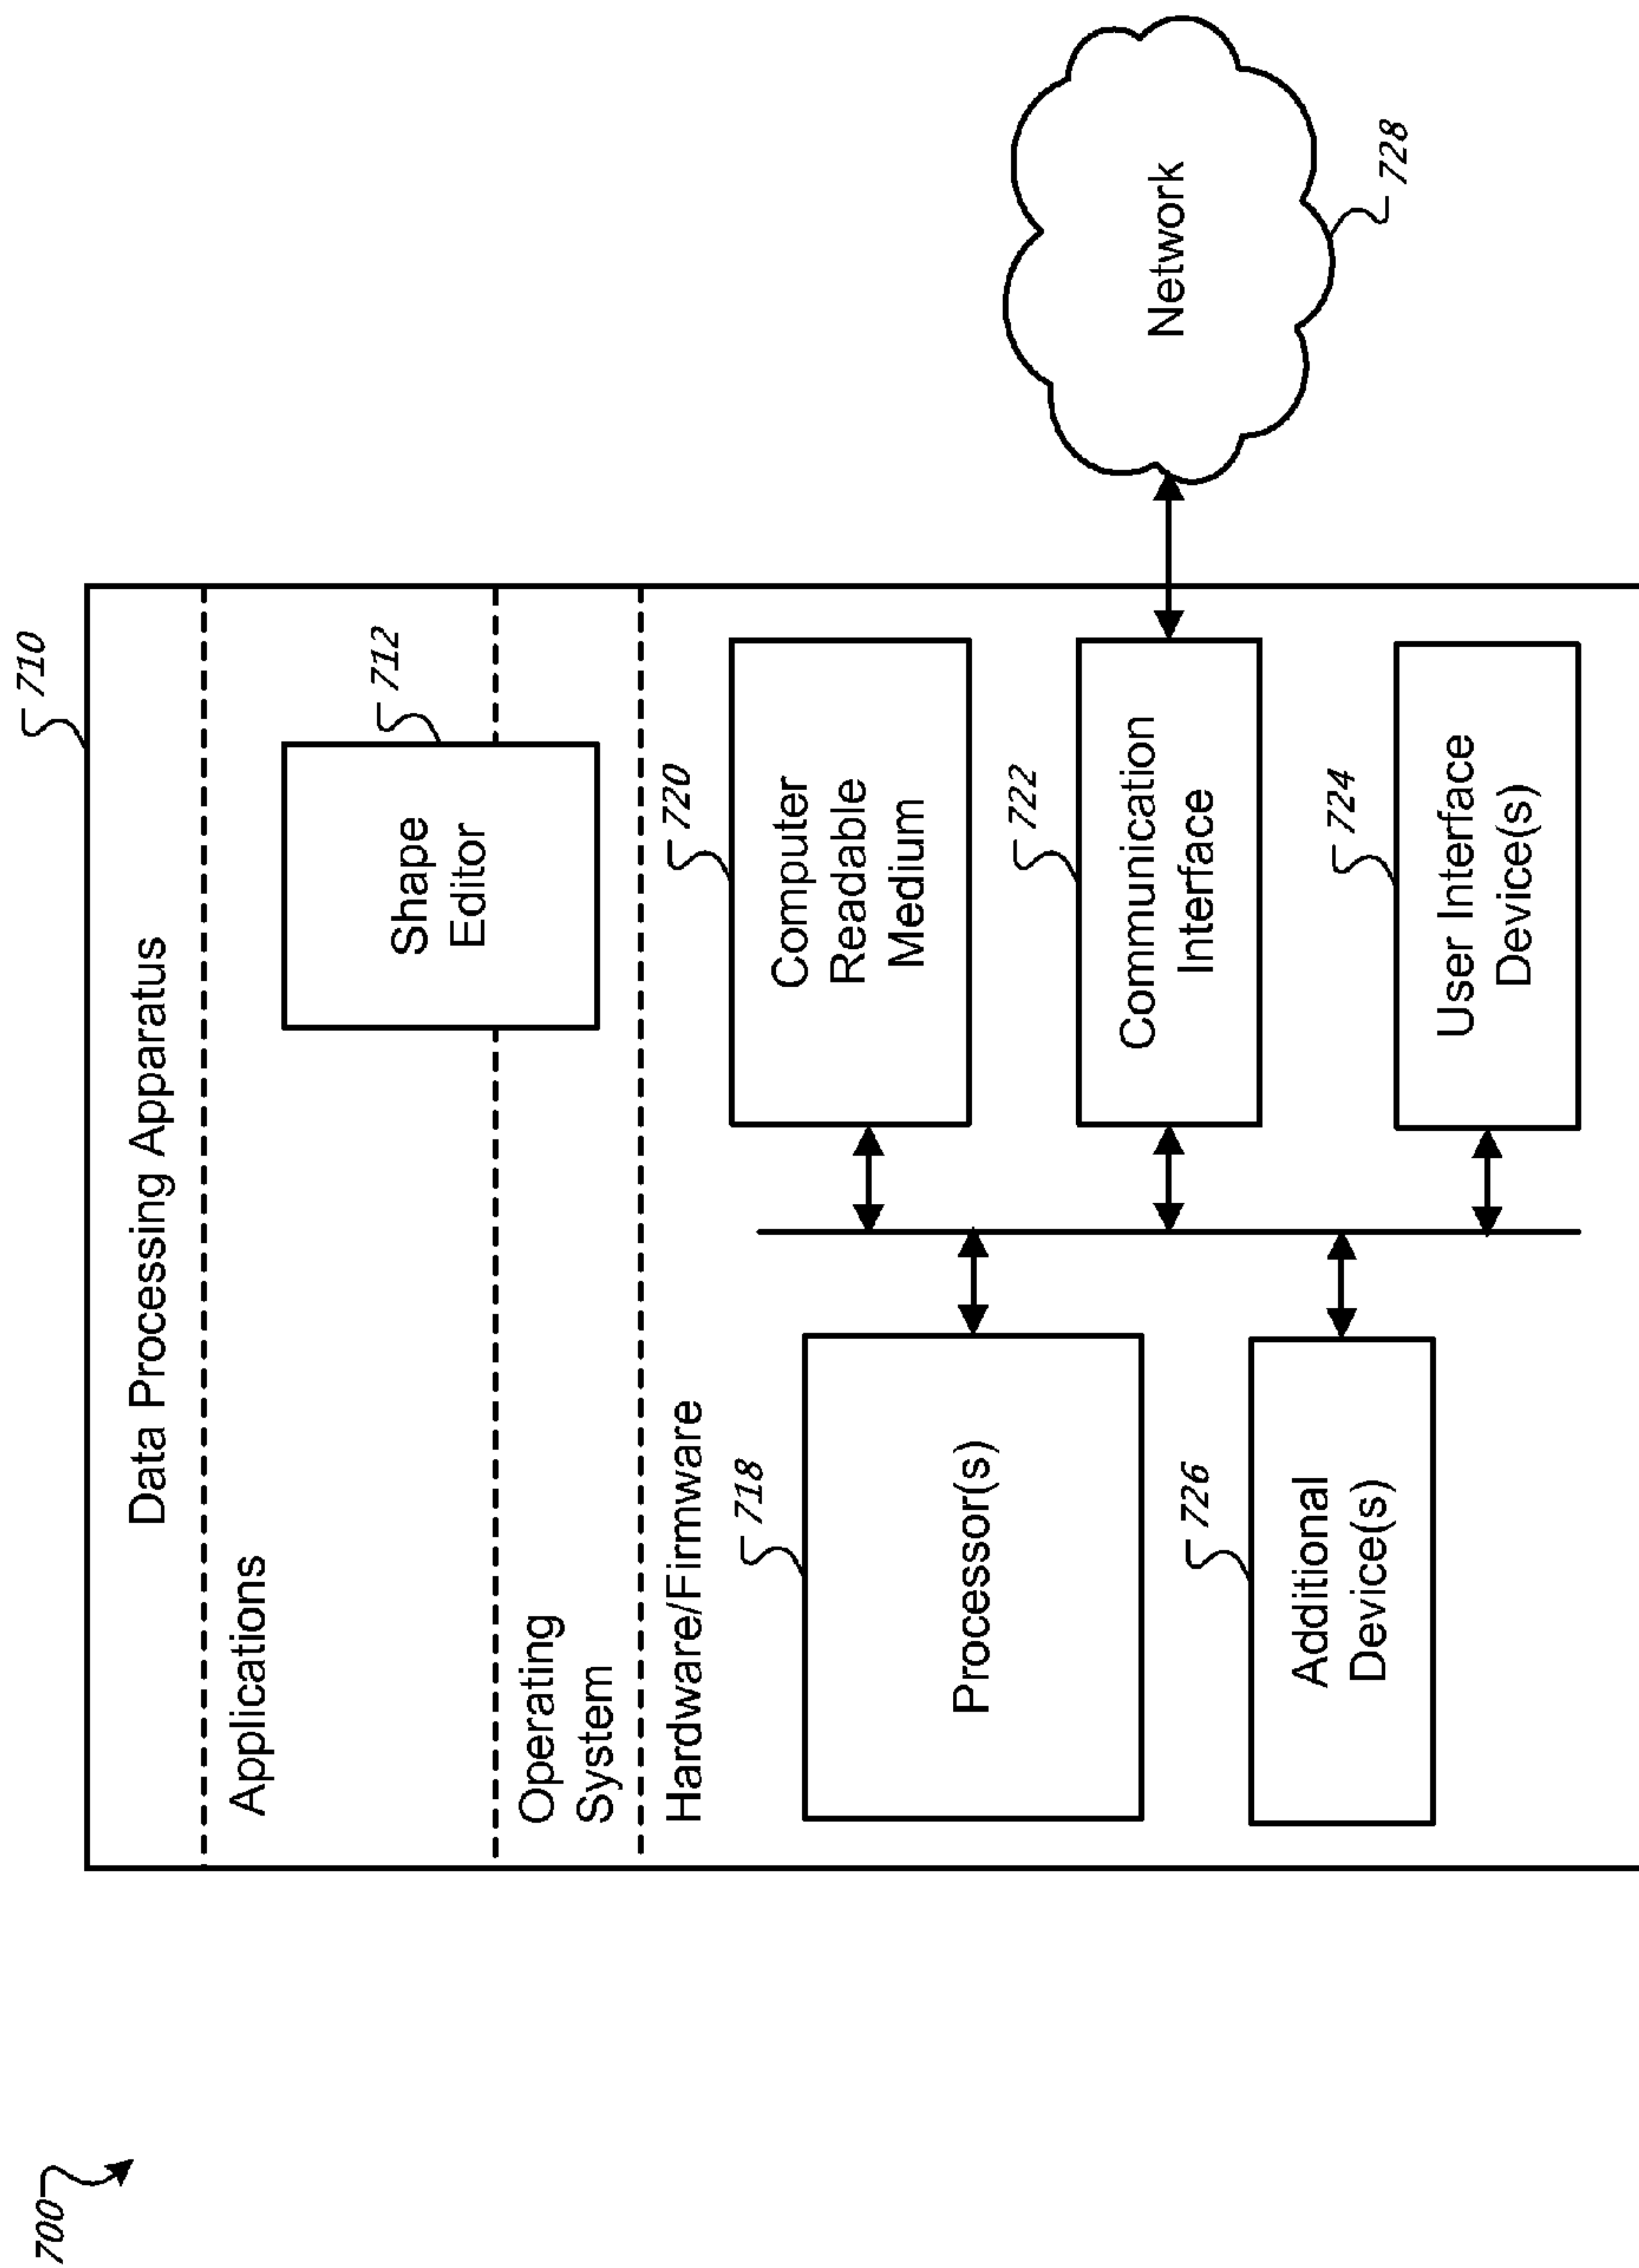 700
710
Data Processing Apparatus
Applications
712
Shape
Editor
Operating
System
Hardware/Firmware
720
Computer
Readable
Medium
718
Processor(s)
722
Communication
Interface
Network
728
726
Additional
Device(s)
724
User Interface
Device(s)